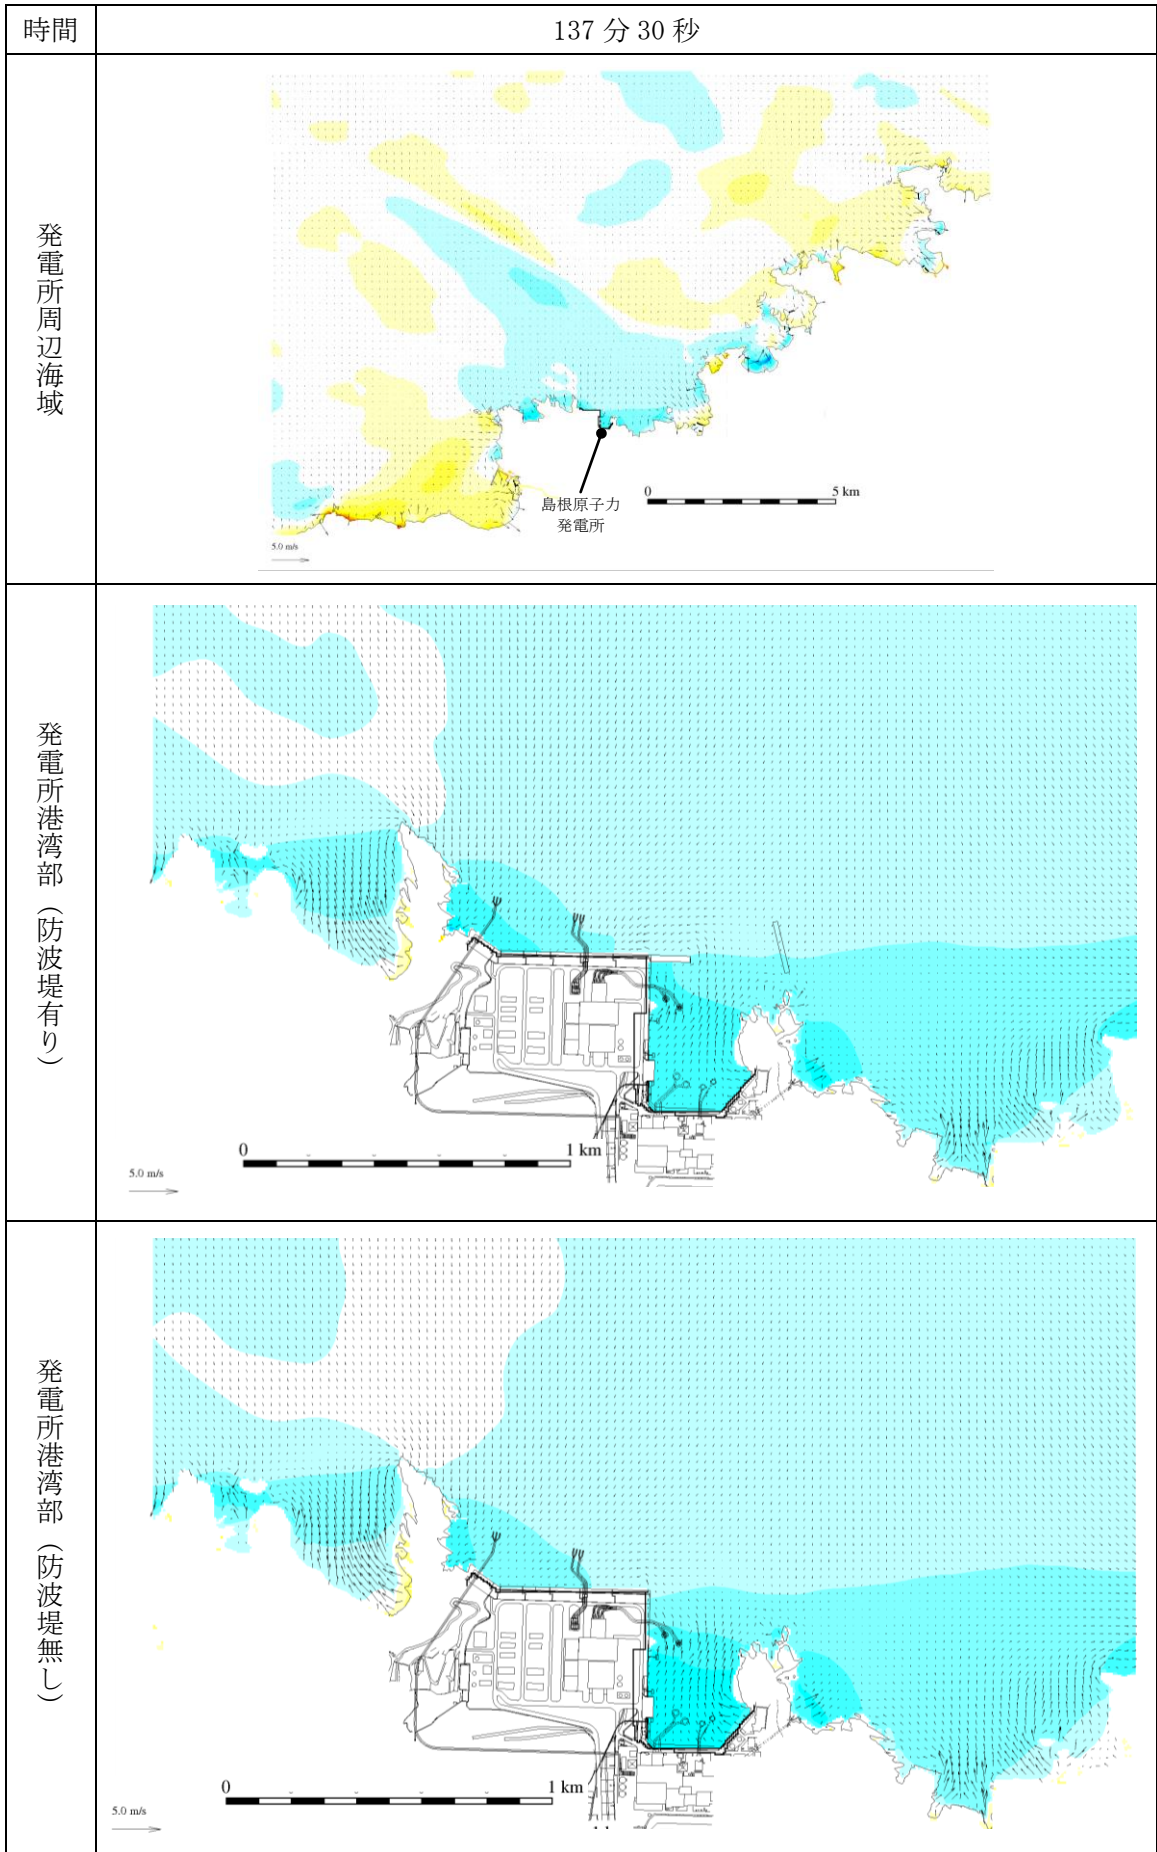 時間
137 分 30 秒
発電所周辺海域
島根原子力
発電所
0
5 km
5.0 m/s
発電所港湾部（防波堤有り）
0
1 km
5.0 m/s
発電所港湾部（防波堤無し）
0
1 km
5.0 m/s